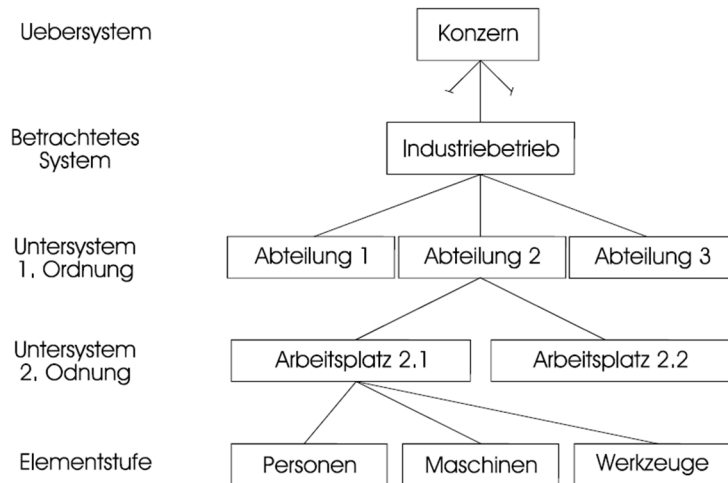 Uebersystem
Konzern
Betrachtetes
System
Industriebetrieb
Untersystem
1. Ordnung
Abteilung 1
Abteilung 2
Abteilung 3
Untersystem
2. Odnung
Arbeitsplatz 2.1
Arbeitsplatz 2.2
Elementstufe
Personen
Maschinen
Werkzeuge